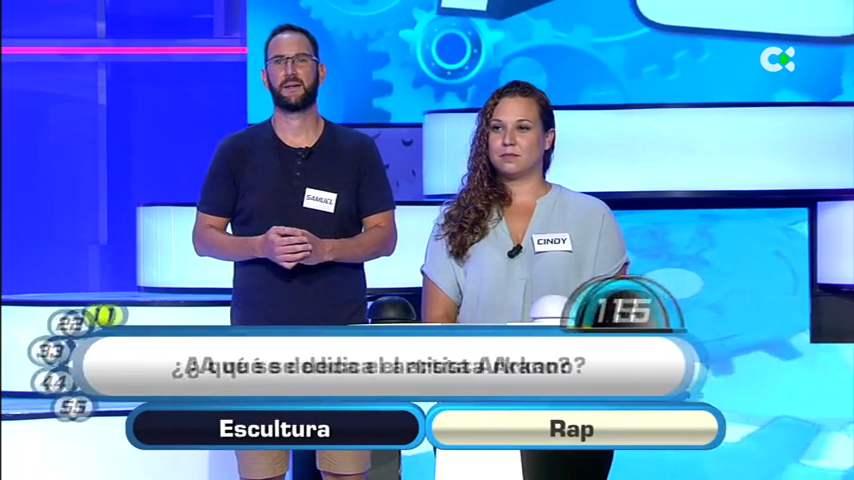 SAMUEL
CINDY
115
11
22
33
¿A qué se dedica el artista Arkano?
44
55
Escultura
Rap